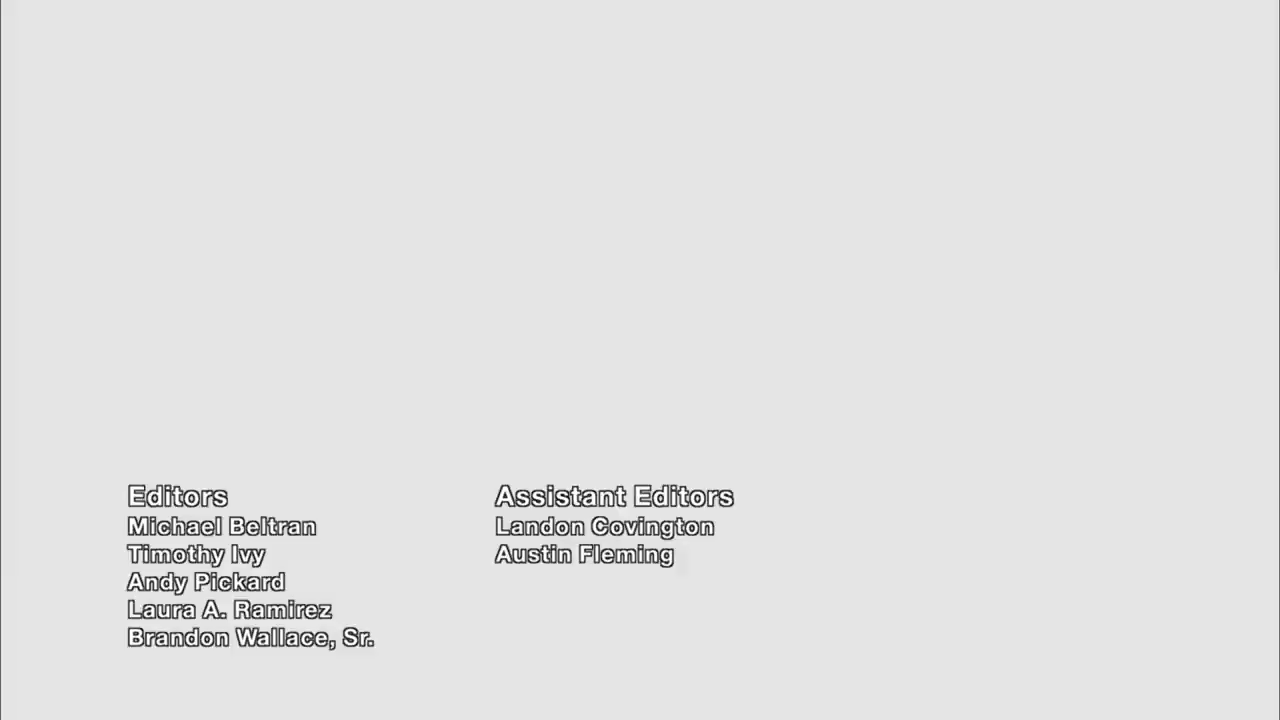 Editors
Michael Beltran
Timothy Ivy
Andy Pickard
Laura A. Ramirez
Brandon Wallace, Sr.
Assistant Editors
Landon Covington
Austin Fleming